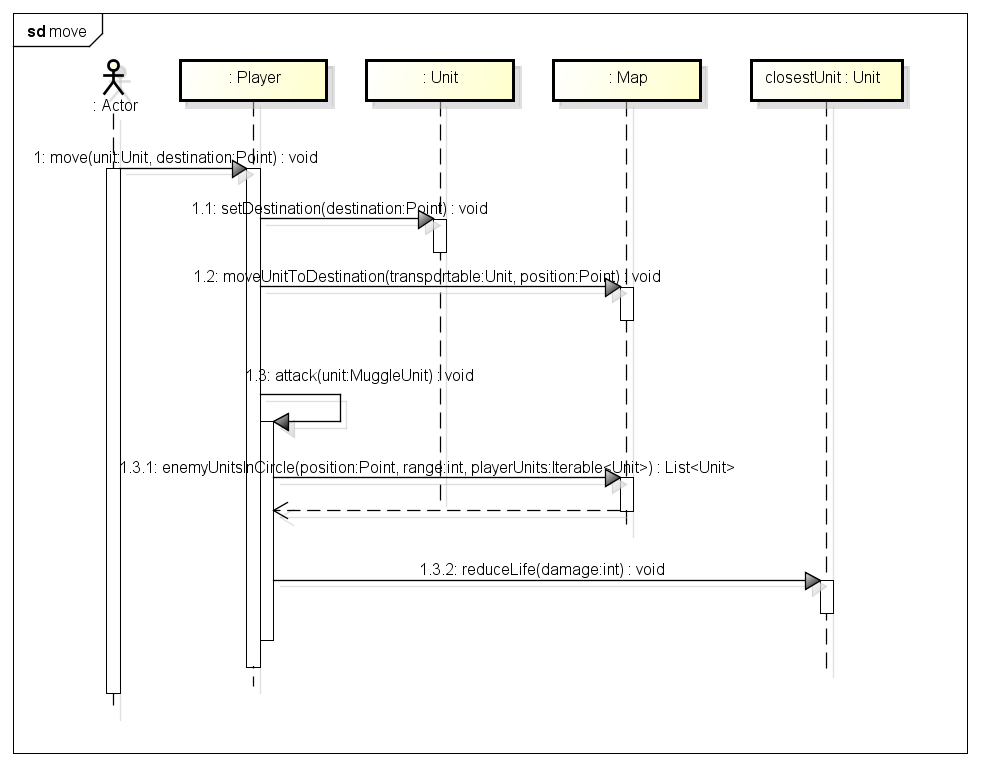 sd move
: Actor
: Player
: Unit
: Map
closestUnit : Unit
1: move(unit:Unit, destination:Point) : void
1.1: setDestination(destination:Point) : void
1.2: moveUnitToDestination(transportable:Unit, position:Point) : void
1.3: attack(unit:MuggleUnit) : void
1.3.1: enemyUnitsInCircle(position:Point, range:int, playerUnits:Iterable<Unit>) : List<Unit>
1.3.2: reduceLife(damage:int) : void